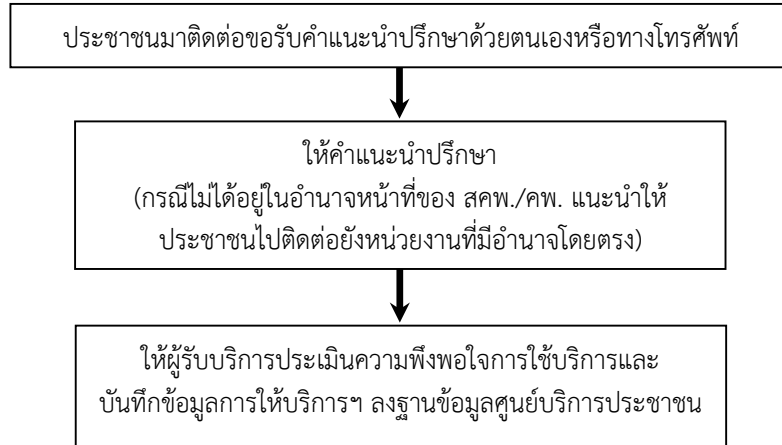 ประชาชนมาติดต่อขอรับคำแนะนำปรึกษาด้วยตนเองหรือทางโทรศัพท์
ให้คำแนะนำปรึกษา
(กรณีไม่ได้อยู่ในอำนาจหน้าที่ของ สคพ./คพ. แนะนำให้
ประชาชนไปติดต่อยังหน่วยงานที่มีอำนาจโดยตรง)
ให้ผู้รับบริการประเมินความพึงพอใจการใช้บริการและ
บันทึกข้อมูลการให้บริการฯ ลงฐานข้อมูลศูนย์บริการประชาชน